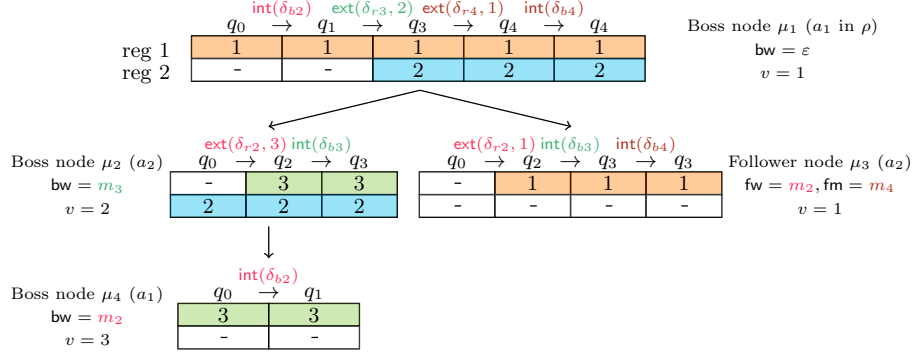 int(δb2) ext(δr3, 2) ext(δr4, 1) int(δb4)
q0 → q1 → q3 → q4 → q4
reg 1 1 1 1 1 1
reg 2 - - 2 2 2
Boss node μ1 (a1 in ρ)
bw = ε
v = 1
Boss node μ2 (a2)
bw = m3
v = 2
ext(δr2, 3) int(δb3)
q0 → q2 → q3
- 3 3
2 2 2
ext(δr2, 1) int(δb3) int(δb4)
q0 → q2 → q3 → q3
- 1 1 1
- - - -
Follower node μ3 (a2)
fw = m2, fm = m4
v = 1
Boss node μ4 (a1)
bw = m2
v = 3
int(δb2)
q0 → q1
3 3
- -